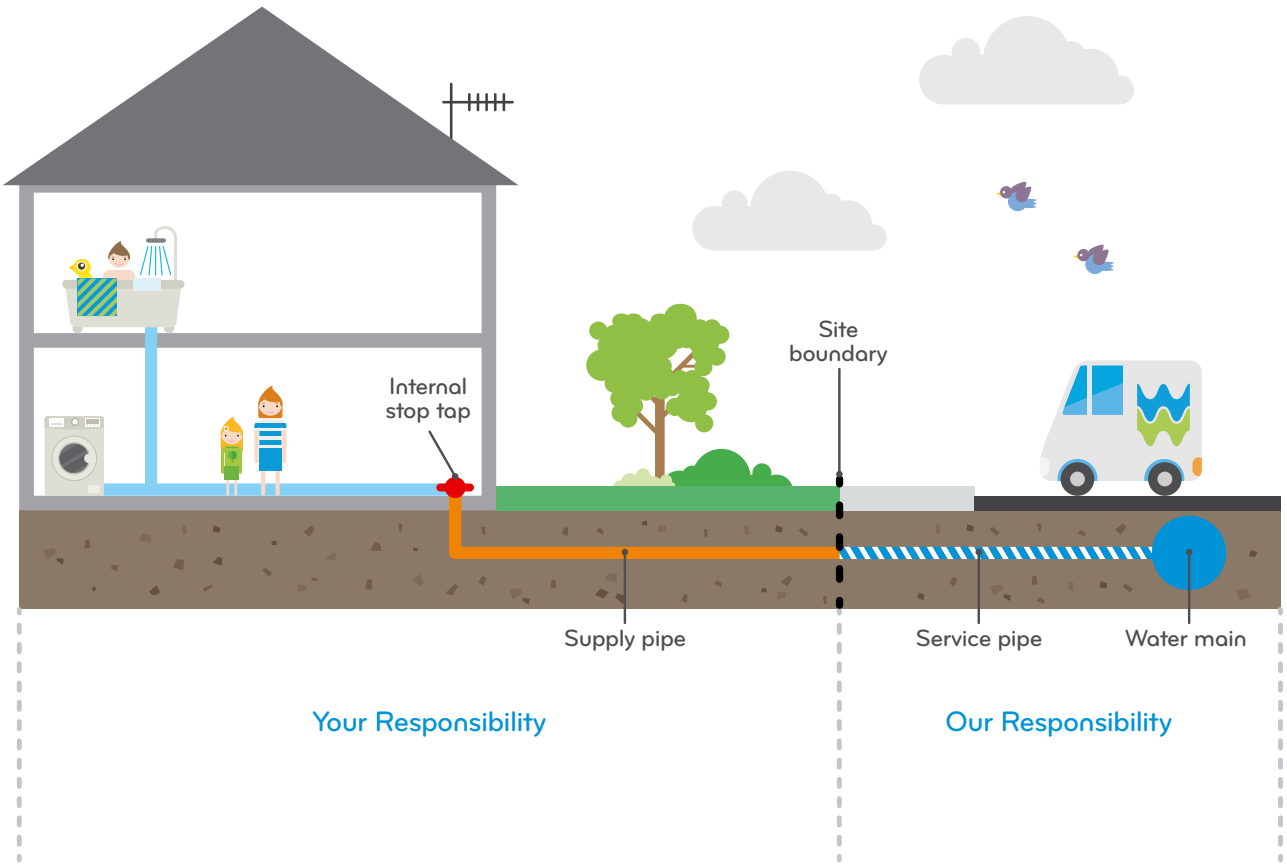 Site
boundary
Internal
stop tap
Supply pipe
Service pipe
Water main
Your Responsibility
Our Responsibility